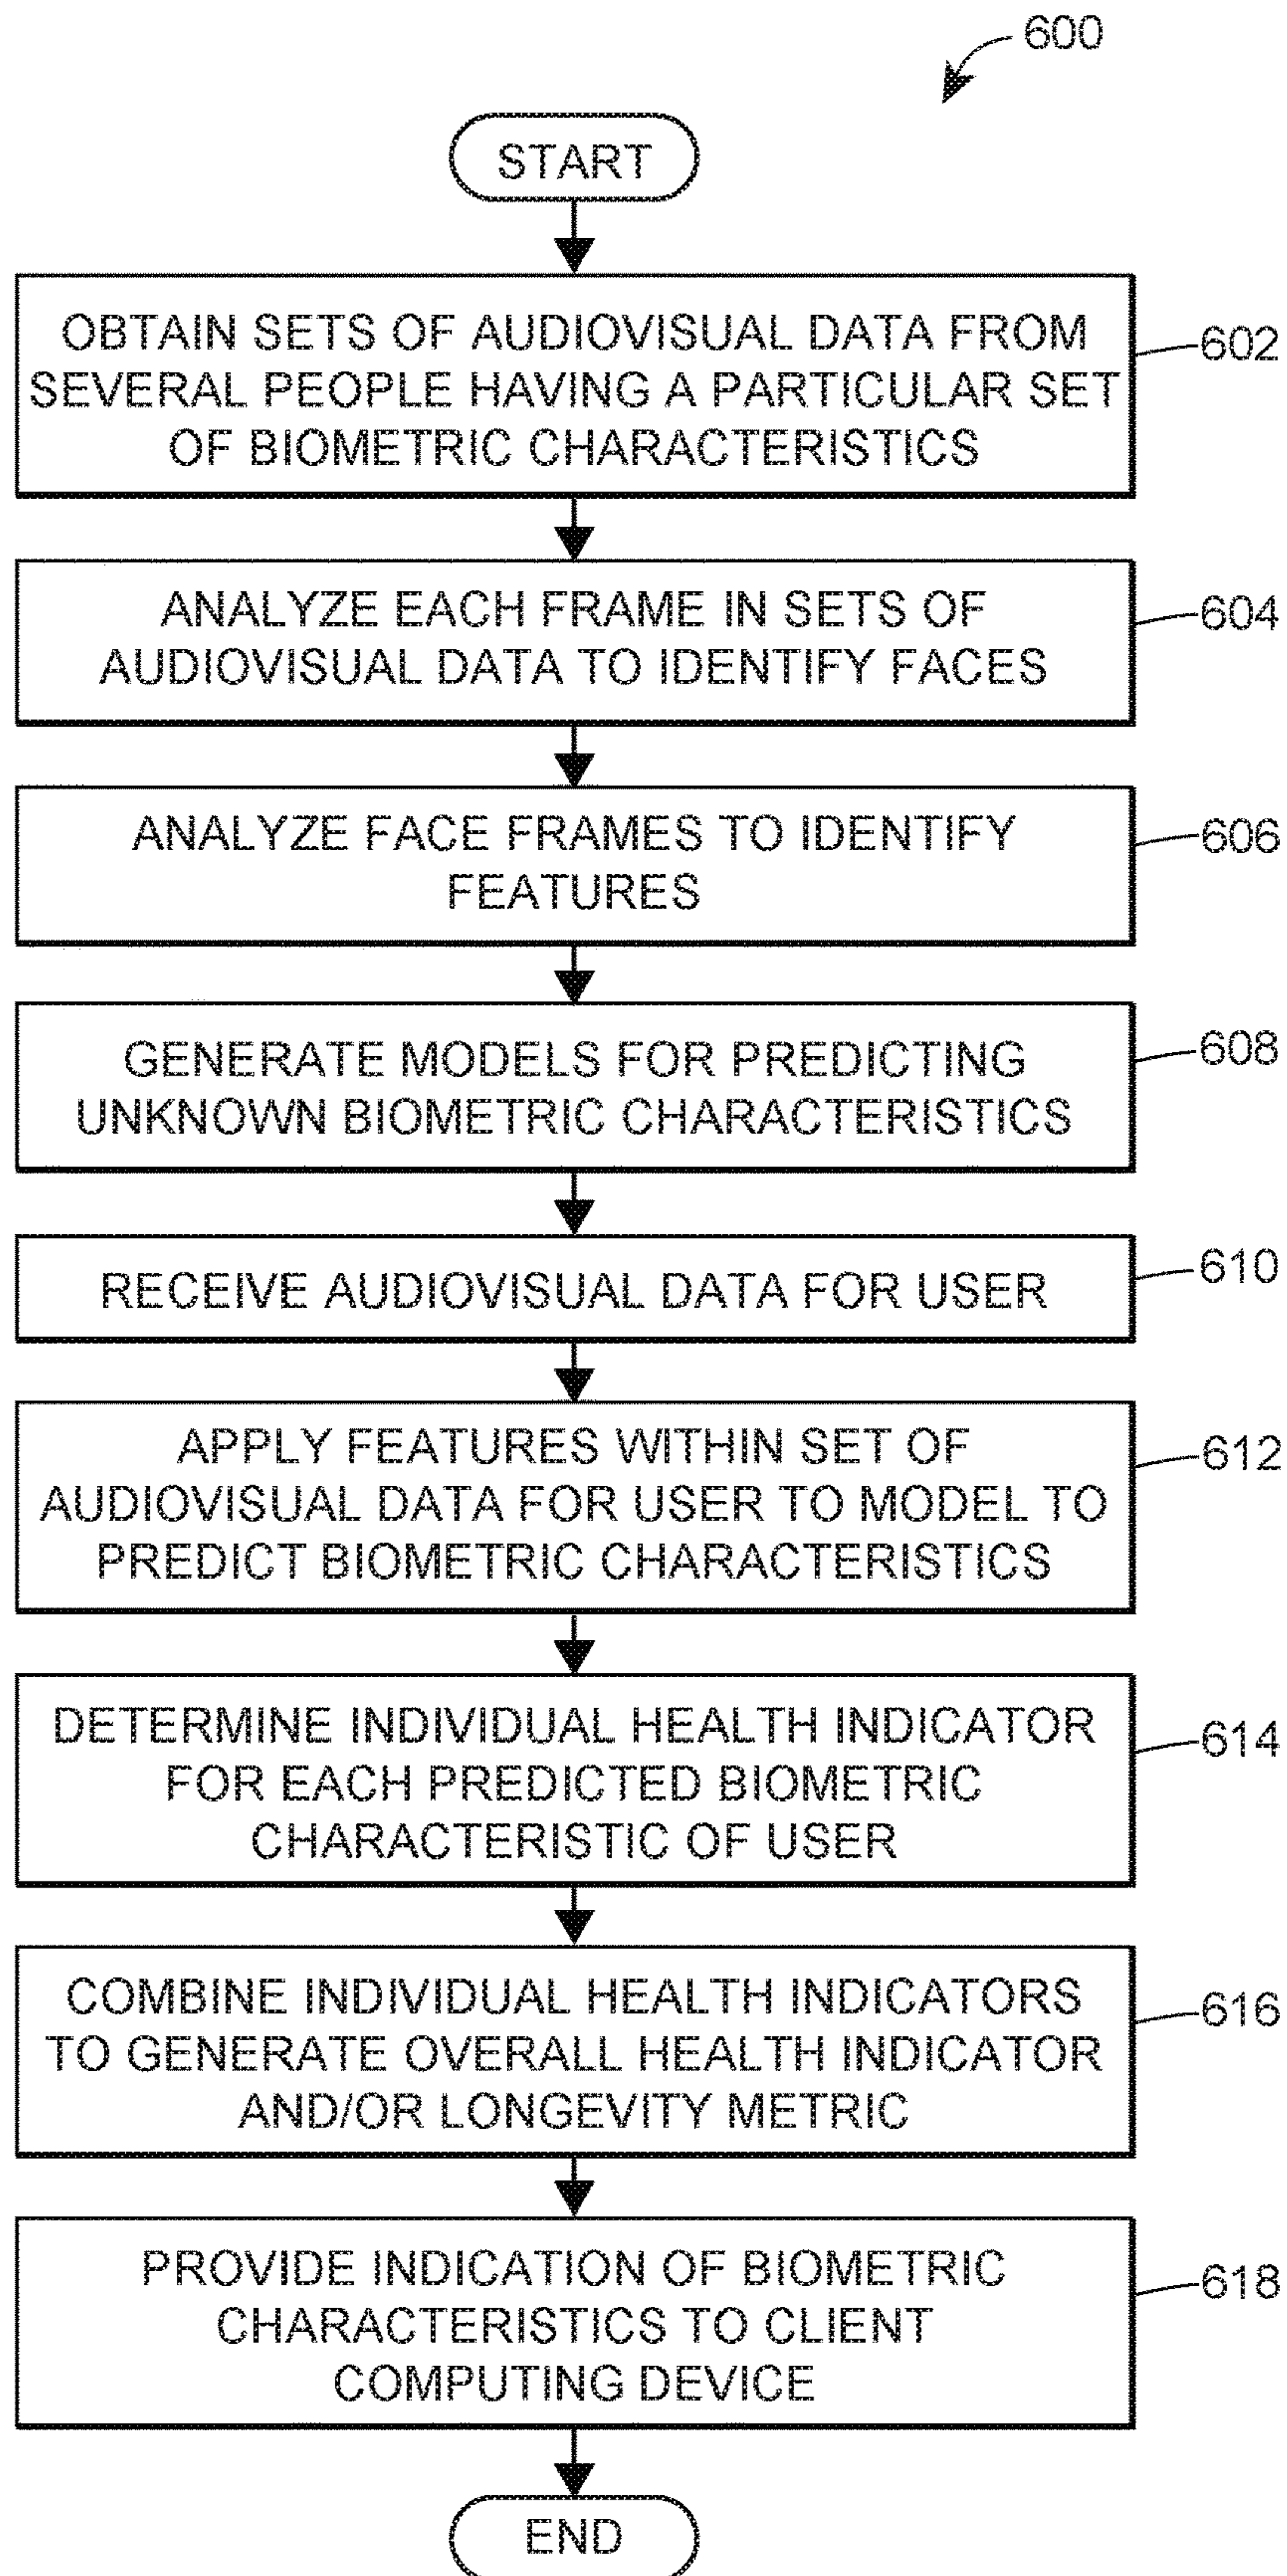 600
START
OBTAIN SETS OF AUDIOVISUAL DATA FROM
SEVERAL PEOPLE HAVING A PARTICULAR SET
OF BIOMETRIC CHARACTERISTICS
602
ANALYZE EACH FRAME IN SETS OF
AUDIOVISUAL DATA TO IDENTIFY FACES
604
ANALYZE FACE FRAMES TO IDENTIFY
FEATURES
606
GENERATE MODELS FOR PREDICTING
UNKNOWN BIOMETRIC CHARACTERISTICS
608
RECEIVE AUDIOVISUAL DATA FOR USER
610
APPLY FEATURES WITHIN SET OF
AUDIOVISUAL DATA FOR USER TO MODEL TO
PREDICT BIOMETRIC CHARACTERISTICS
612
DETERMINE INDIVIDUAL HEALTH INDICATOR
FOR EACH PREDICTED BIOMETRIC
CHARACTERISTIC OF USER
614
COMBINE INDIVIDUAL HEALTH INDICATORS
TO GENERATE OVERALL HEALTH INDICATOR
AND/OR LONGEVITY METRIC
616
PROVIDE INDICATION OF BIOMETRIC
CHARACTERISTICS TO CLIENT
COMPUTING DEVICE
618
END